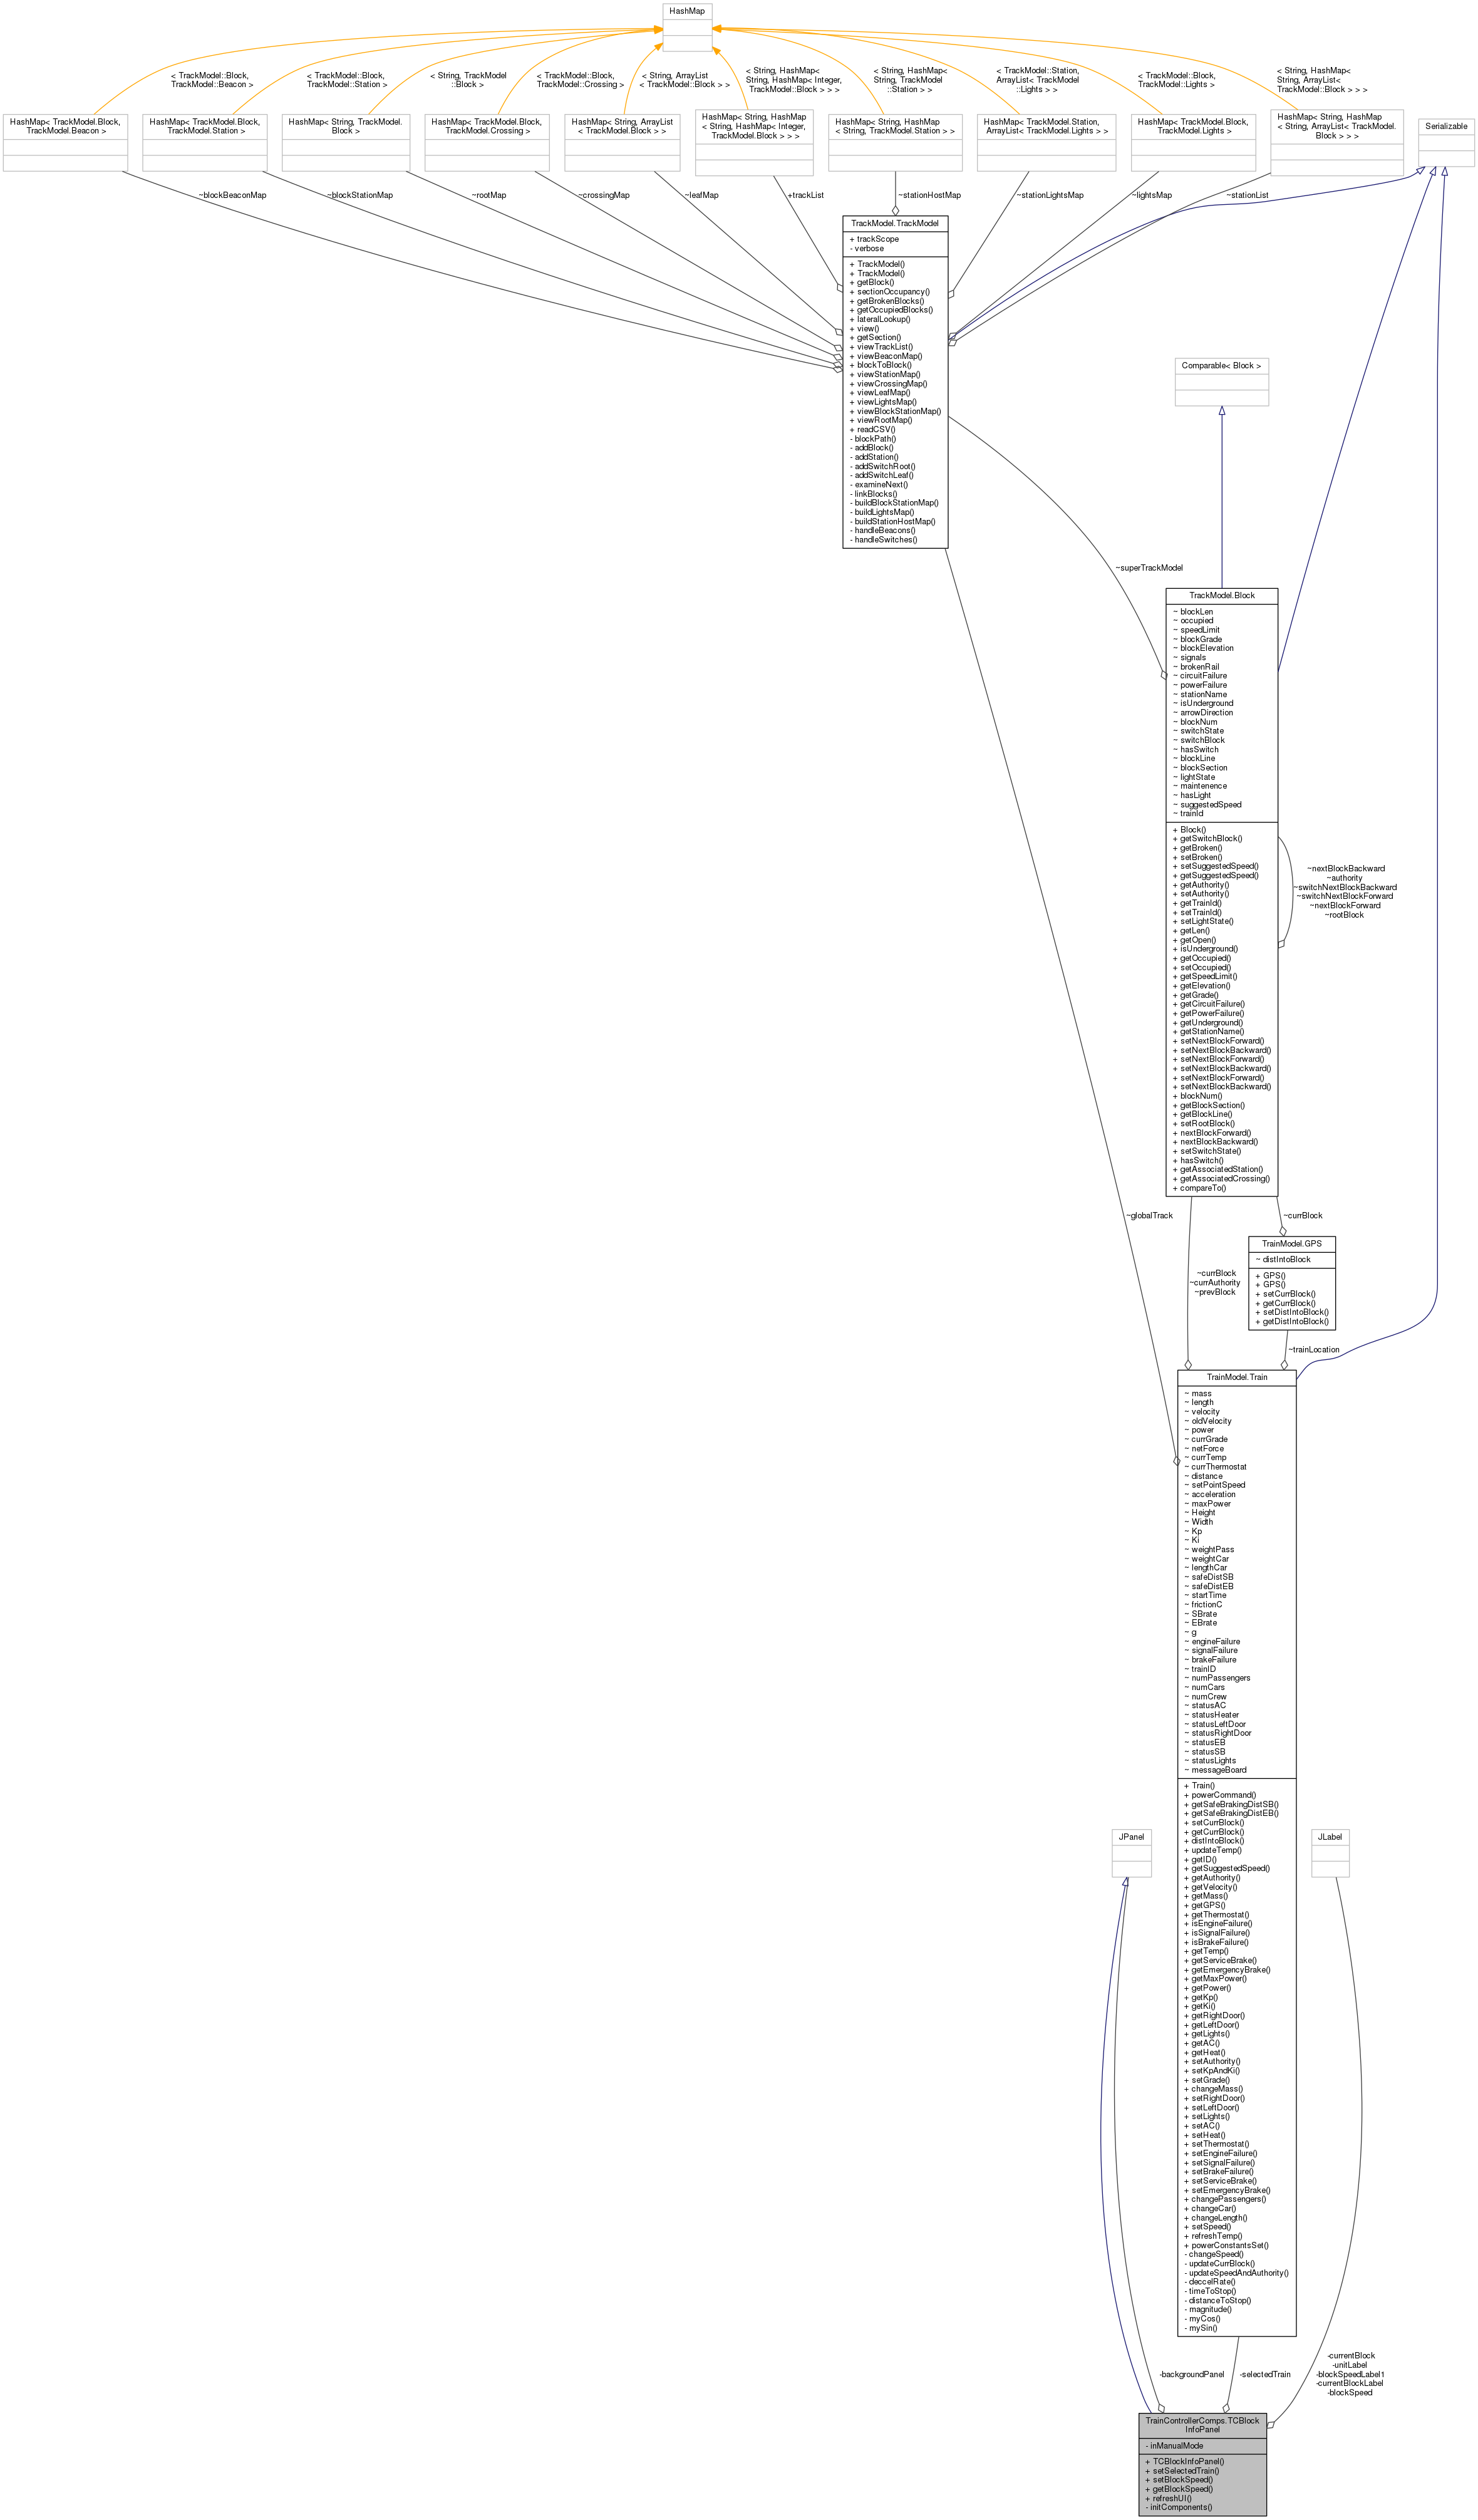 HashMap
< TrackModel::Block,
TrackModel::Beacon >
< TrackModel::Block,
TrackModel::Station >
< String, TrackModel
::Block >
< TrackModel::Block,
TrackModel::Crossing >
< String, ArrayList
< TrackModel::Block > >
< String, HashMap<
String, HashMap< Integer,
TrackModel::Block > > >
< String, HashMap<
String, TrackModel
::Station > >
< TrackModel::Station,
ArrayList< TrackModel
::Lights > >
< TrackModel::Block,
TrackModel::Lights >
< String, HashMap<
String, ArrayList<
TrackModel::Block > > >
HashMap< TrackModel.Block,
TrackModel.Beacon >
HashMap< TrackModel.Block,
TrackModel.Station >
HashMap< String, TrackModel.
Block >
HashMap< TrackModel.Block,
TrackModel.Crossing >
HashMap< String, ArrayList
< TrackModel.Block > >
HashMap< String, HashMap
< String, HashMap< Integer,
TrackModel.Block > > >
HashMap< String, HashMap
< String, TrackModel.Station > >
HashMap< TrackModel.Station,
ArrayList< TrackModel.Lights > >
HashMap< TrackModel.Block,
TrackModel.Lights >
HashMap< String, HashMap
< String, ArrayList< TrackModel.
Block > > >
Serializable
~blockBeaconMap
~blockStationMap
~rootMap
~crossingMap
~leafMap
+trackList
~stationHostMap
~stationLightsMap
~lightsMap
~stationList
TrackModel.TrackModel
+ trackScope
- verbose
+ TrackModel()
+ TrackModel()
+ getBlock()
+ sectionOccupancy()
+ getBrokenBlocks()
+ getOccupiedBlocks()
+ lateralLookup()
+ view()
+ getSection()
+ viewTrackList()
+ viewBeaconMap()
+ blockToBlock()
+ viewStationMap()
+ viewCrossingMap()
+ viewLeafMap()
+ viewLightsMap()
+ viewBlockStationMap()
+ viewRootMap()
+ readCSV()
- blockPath()
- addBlock()
- addStation()
- addSwitchRoot()
- addSwitchLeaf()
- examineNext()
- linkBlocks()
- buildBlockStationMap()
- buildLightsMap()
- buildStationHostMap()
- handleBeacons()
- handleSwitches()
Comparable< Block >
~superTrackModel
TrackModel.Block
~ blockLen
~ occupied
~ speedLimit
~ blockGrade
~ blockElevation
~ signals
~ brokenRail
~ circuitFailure
~ powerFailure
~ stationName
~ isUnderground
~ arrowDirection
~ blockNum
~ switchState
~ switchBlock
~ hasSwitch
~ blockLine
~ blockSection
~ lightState
~ maintenence
~ hasLight
~ suggestedSpeed
~ trainId
+ Block()
+ getSwitchBlock()
+ getBroken()
+ setBroken()
+ setSuggestedSpeed()
+ getSuggestedSpeed()
+ getAuthority()
+ setAuthority()
+ getTrainId()
+ setTrainId()
+ setLightState()
+ getLen()
+ getOpen()
+ isUnderground()
+ getOccupied()
+ setOccupied()
+ getSpeedLimit()
+ getElevation()
+ getGrade()
+ getCircuitFailure()
+ getPowerFailure()
+ getUnderground()
+ getStationName()
+ setNextBlockForward()
+ setNextBlockBackward()
+ setNextBlockForward()
+ setNextBlockBackward()
+ setNextBlockForward()
+ setNextBlockBackward()
+ blockNum()
+ getBlockSection()
+ getBlockLine()
+ setRootBlock()
+ nextBlockForward()
+ nextBlockBackward()
+ setSwitchState()
+ hasSwitch()
+ getAssociatedStation()
+ getAssociatedCrossing()
+ compareTo()
~nextBlockBackward
~authority
~switchNextBlockBackward
~switchNextBlockForward
~nextBlockForward
~rootBlock
~globalTrack
~currBlock
TrainModel.GPS
~ distIntoBlock
+ GPS()
+ GPS()
+ setCurrBlock()
+ getCurrBlock()
+ setDistIntoBlock()
+ getDistIntoBlock()
~currBlock
~currAuthority
~prevBlock
~trainLocation
TrainModel.Train
~ mass
~ length
~ velocity
~ oldVelocity
~ power
~ currGrade
~ netForce
~ currTemp
~ currThermostat
~ distance
~ setPointSpeed
~ acceleration
~ maxPower
~ Height
~ Width
~ Kp
~ Ki
~ weightPass
~ weightCar
~ lengthCar
~ safeDistSB
~ safeDistEB
~ startTime
~ frictionC
~ SBrate
~ EBrate
~ g
~ engineFailure
~ signalFailure
~ brakeFailure
~ trainID
~ numPassengers
~ numCars
~ numCrew
~ statusAC
~ statusHeater
~ statusLeftDoor
~ statusRightDoor
~ statusEB
~ statusSB
~ statusLights
~ messageBoard
+ Train()
+ powerCommand()
+ getSafeBrakingDistSB()
+ getSafeBrakingDistEB()
+ setCurrBlock()
+ getCurrBlock()
+ distIntoBlock()
+ updateTemp()
+ getID()
+ getSuggestedSpeed()
+ getAuthority()
+ getVelocity()
+ getMass()
+ getGPS()
+ getThermostat()
+ isEngineFailure()
+ isSignalFailure()
+ isBrakeFailure()
+ getTemp()
+ getServiceBrake()
+ getEmergencyBrake()
+ getMaxPower()
+ getPower()
+ getKp()
+ getKi()
+ getRightDoor()
+ getLeftDoor()
+ getLights()
+ getAC()
+ getHeat()
+ setAuthority()
+ setKpAndKi()
+ setGrade()
+ changeMass()
+ setRightDoor()
+ setLeftDoor()
+ setLights()
+ setAC()
+ setHeat()
+ setThermostat()
+ setEngineFailure()
+ setSignalFailure()
+ setBrakeFailure()
+ setServiceBrake()
+ setEmergencyBrake()
+ changePassengers()
+ changeCar()
+ changeLength()
+ setSpeed()
+ refreshTemp()
+ powerConstantsSet()
- changeSpeed()
- updateCurrBlock()
- updateSpeedAndAuthority()
- deccelRate()
- timeToStop()
- distanceToStop()
- magnitude()
- myCos()
- mySin()
JPanel
JLabel
-backgroundPanel
-selectedTrain
-currentBlock
-unitLabel
-blockSpeedLabel1
-currentBlockLabel
-blockSpeed
TrainControllerComps.TCBlock
InfoPanel
- inManualMode
+ TCBlockInfoPanel()
+ setSelectedTrain()
+ setBlockSpeed()
+ getBlockSpeed()
+ refreshUI()
- initComponents()